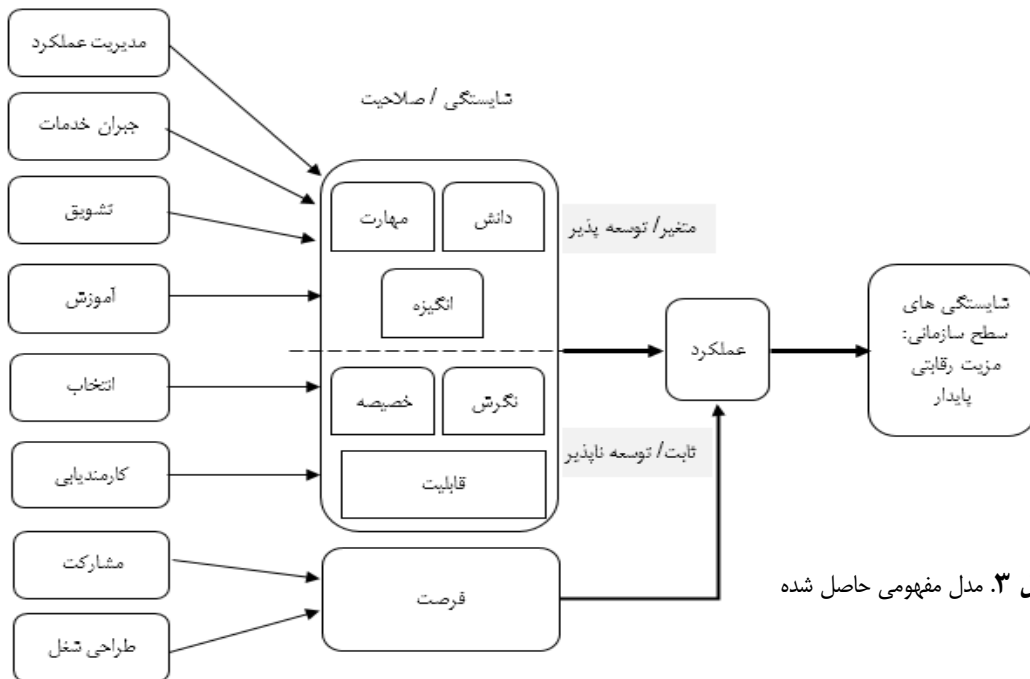 مدیریت عملکرد
جبران خدمات
تشویق
آموزش
انتخاب
کارمندیابی
مشارکت
طراحی شغل
شایستگی / صلاحیت
دانش
مهارت
انگیزه
نگرش
خصیصه
قابلیت
فرصت
متغیر/ توسعه پذیر
ثابت/ توسعه ناپذیر
عملکرد
شایستگی های
سطح سازمانی:
مزیت رقابتی
پایدار
۳. مدل مفهومی حاصل شده